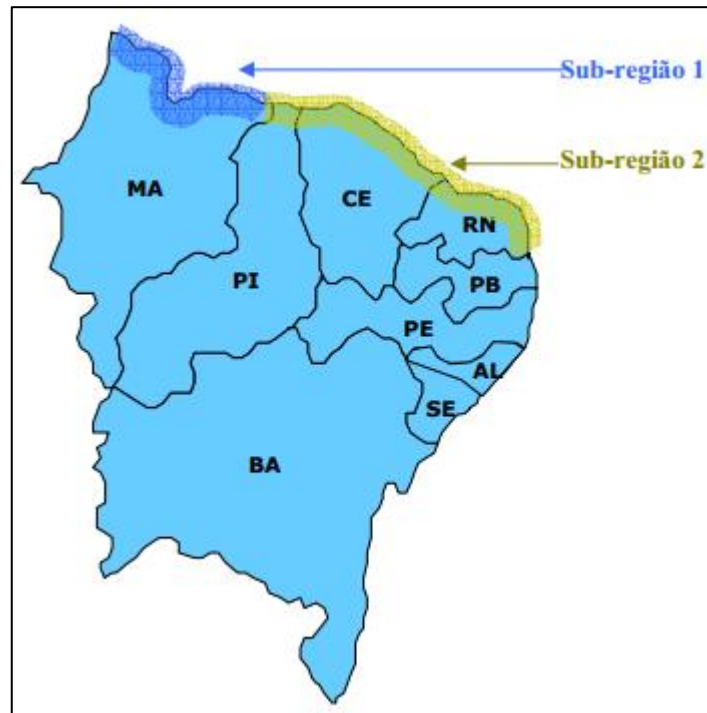 Sub-região 1
Sub-região 2
MA
CE
RN
PI
PB
PE
AL
SE
BA